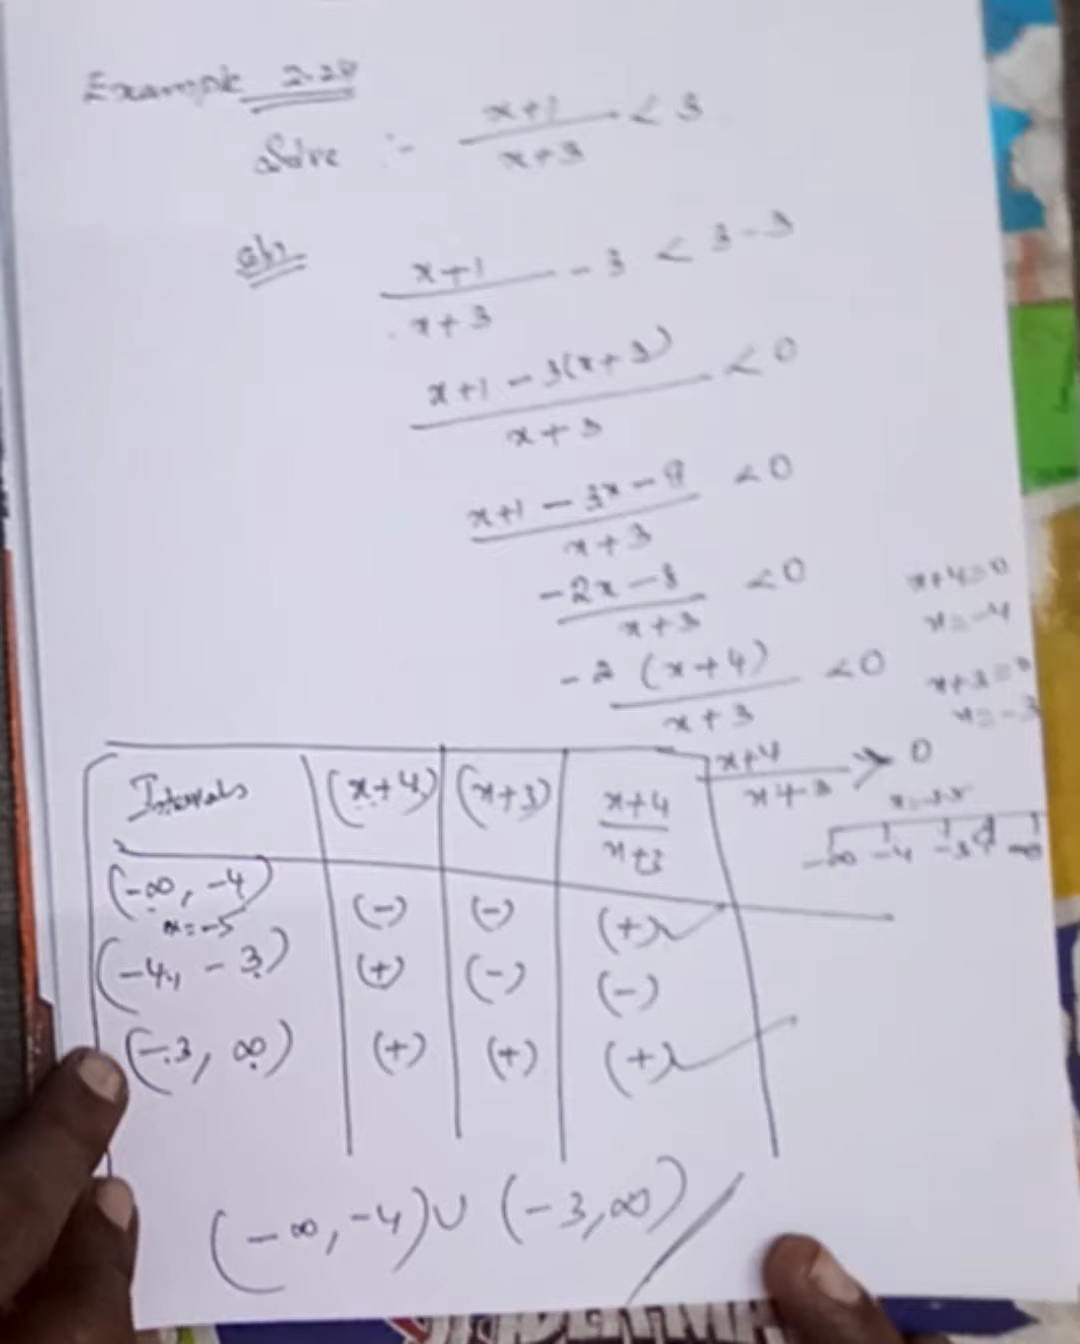 Example 2.24
Solve :- x+1 / x+3 < 3
x+1 / x+3 - 3 < 3-3
x+1 - 3(x+3) / x+3 < 0
x+1 - 3x - 9 / x+3 < 0
-2x - 8 / x+3 < 0
x+4=0
x=-4
-2 (x+4) / x+3 < 0
x+3=0
x=-3
x+4 / x+3 > 0
-∞ -4 -3
Intervals (x+4) (x+3) x+4 / x+3
(-∞, -4) (-) (-) (+)
x=-5
(-4, -3) (+) (-) (-)
(-3, ∞) (+) (+) (+)
(-∞, -4) ∪ (-3, ∞)